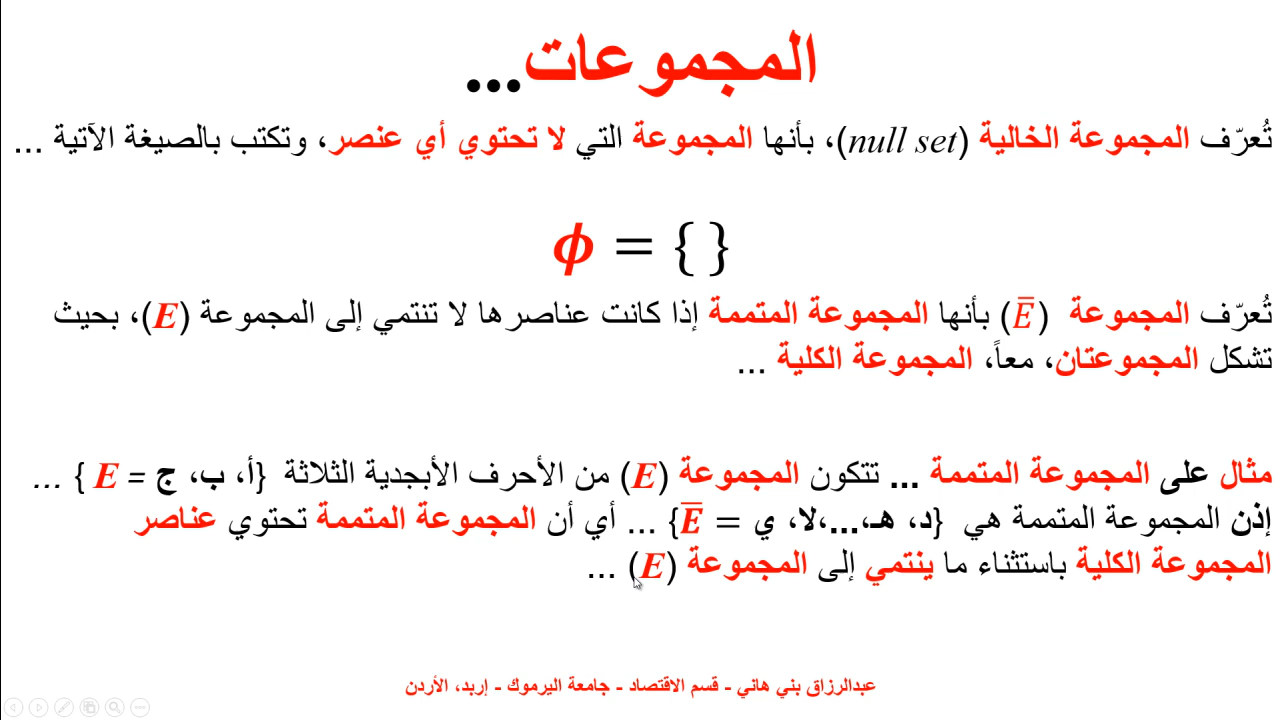 المجموعات...
تُعرّف المجموعة الخالية (null set)، بأنها المجموعة التي لا تحتوي أي عنصر، وتكتب بالصيغة الآتية ...
ϕ = { }
تُعرّف المجموعة (E̅) بأنها المجموعة المتممة إذا كانت عناصرها لا تنتمي إلى المجموعة (E)، بحيث
تشكل المجموعتان، معاً، المجموعة الكلية ...
مثال على المجموعة المتممة ... تتكون المجموعة (E) من الأحرف الأبجدية الثلاثة {أ، ب، ج = E } ...
إذن المجموعة المتممة هي {د، هـ،...،لا، ي = E̅} ... أي أن المجموعة المتممة تحتوي عناصر
المجموعة الكلية باستثناء ما ينتمي إلى المجموعة (E) ...
عبدالرزاق بني هاني - قسم الاقتصاد - جامعة اليرموك - إربد، الأردن